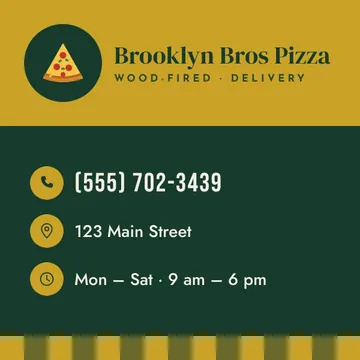 Brooklyn Bros Pizza
WOOD-FIRED · DELIVERY
(555) 702-3439
123 Main Street
Mon – Sat · 9 am – 6 pm